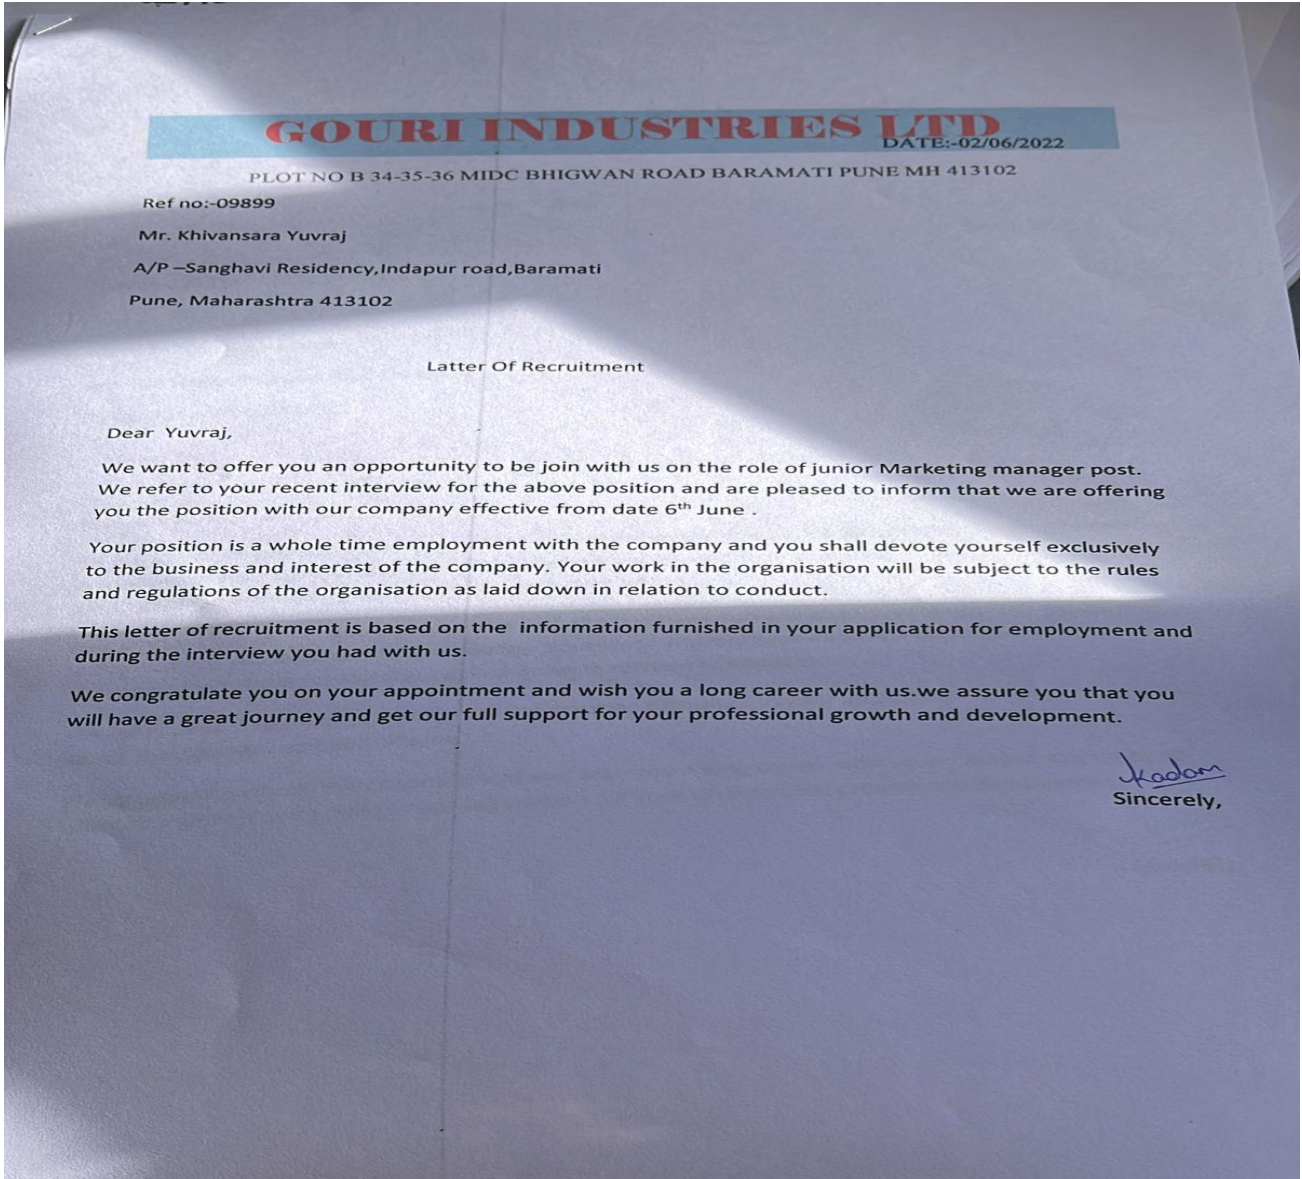 GOURI INDUSTRIES LTD
DATE:-02/06/2022
PLOT NO B 34-35-36 MIDC BHIGWAN ROAD BARAMATI PUNE MH 413102
Ref no:-09899
Mr. Khivansara Yuvraj
A/P –Sanghavi Residency,Indapur road,Baramati
Pune, Maharashtra 413102
Latter Of Recruitment
Dear Yuvraj,
We want to offer you an opportunity to be join with us on the role of junior Marketing manager post.
We refer to your recent interview for the above position and are pleased to inform that we are offering
you the position with our company effective from date 6th June .
Your position is a whole time employment with the company and you shall devote yourself exclusively
to the business and interest of the company. Your work in the organisation will be subject to the rules
and regulations of the organisation as laid down in relation to conduct.
This letter of recruitment is based on the information furnished in your application for employment and
during the interview you had with us.
We congratulate you on your appointment and wish you a long career with us.we assure you that you
will have a great journey and get our full support for your professional growth and development.
Sincerely,